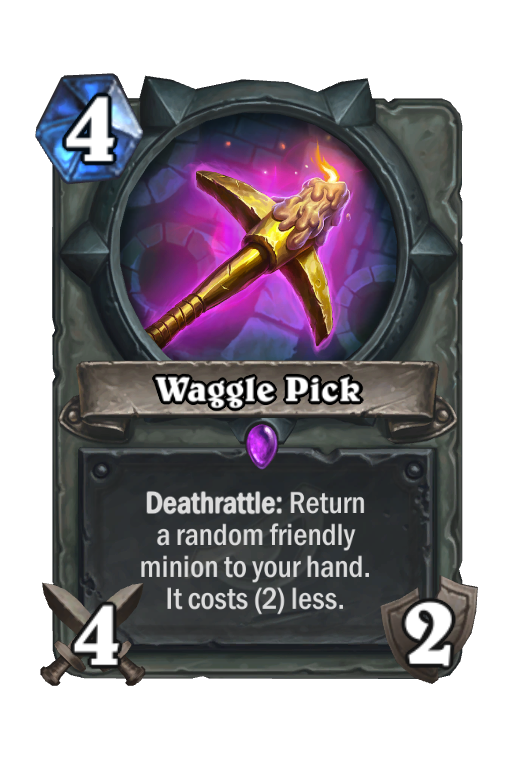 4
Waggle Pick
Deathrattle: Return
a random friendly
minion to your hand.
It costs (2) less.
4
2